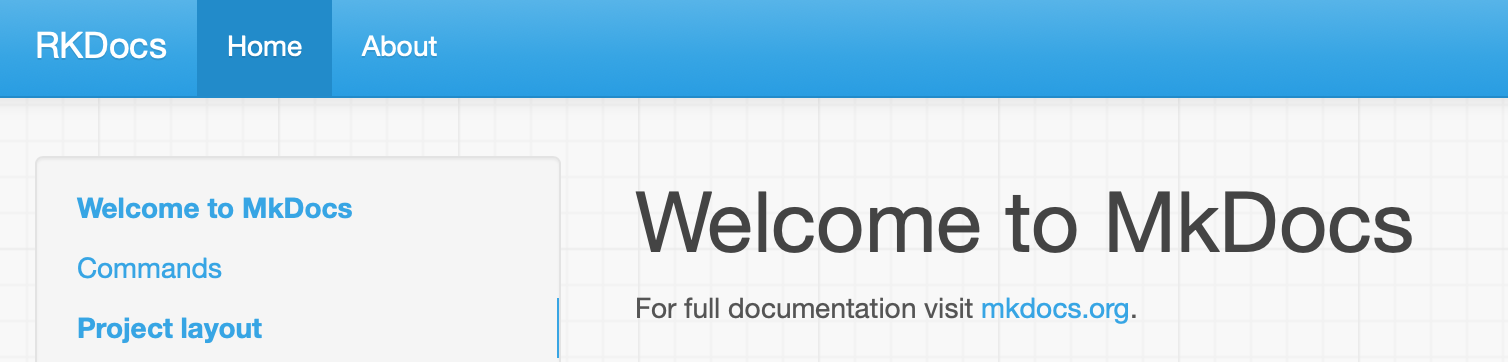 RKDocs Home About
Welcome to MkDocs
Commands
Project layout
Welcome to MkDocs
For full documentation visit mkdocs.org.